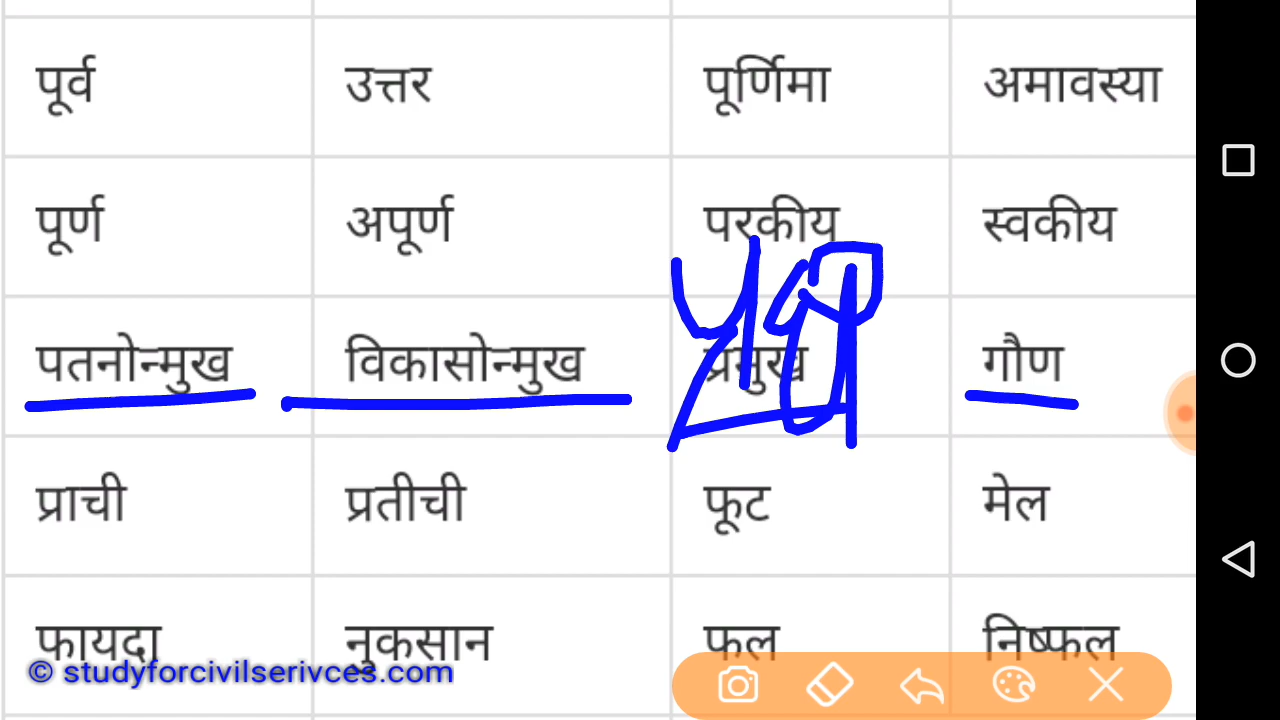 पूर्व उत्तर पूर्णिमा अमावस्या
पूर्ण अपूर्ण परकीय स्वकीय
पतनोन्मुख विकासोन्मुख प्रमुख गौण
प्राची प्रतीची फूट मेल
फायदा नुकसान फल निष्फल
© studyforcivilserivces.com